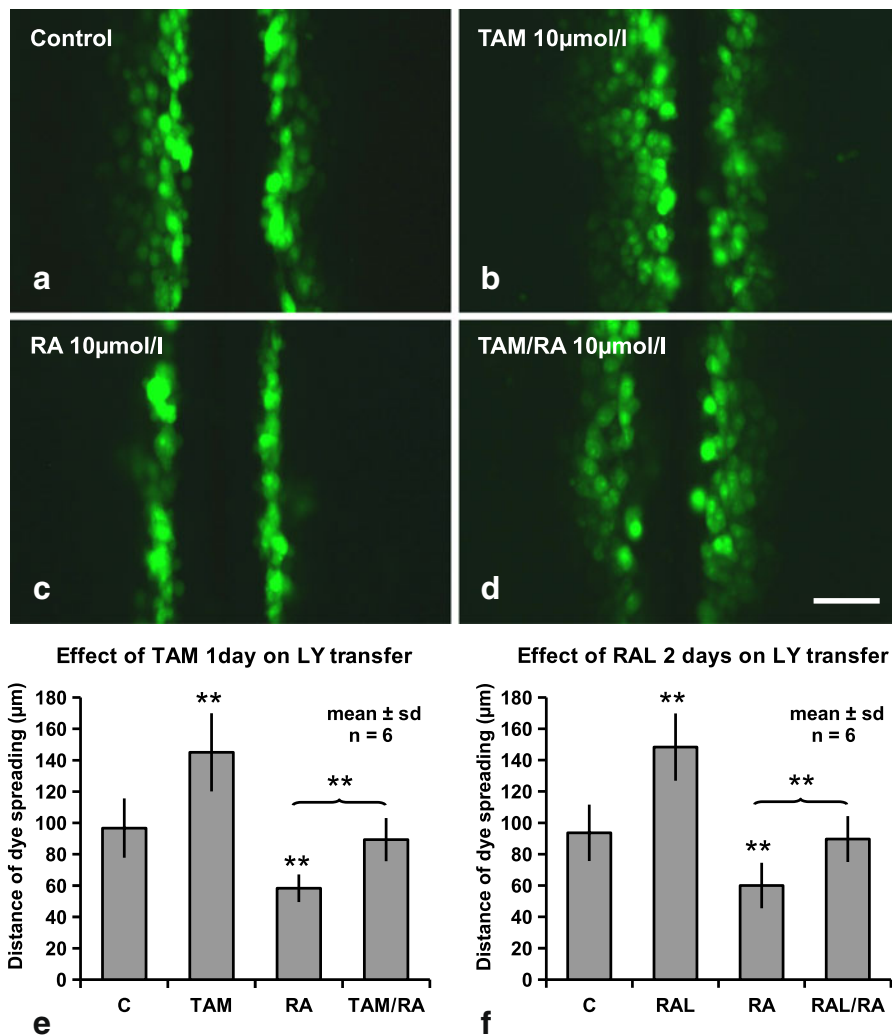 Control
a
TAM 10µmol/l
b
RA 10µmol/l
c
TAM/RA 10µmol/l
d
Effect of TAM 1day on LY transfer
Distance of dye spreading (µm)
180
160
140
120
100
80
60
40
20
0
mean ± sd
n = 6
**
**
**
C TAM RA TAM/RA
e
Effect of RAL 2 days on LY transfer
Distance of dye spreading (µm)
180
160
140
120
100
80
60
40
20
0
mean ± sd
n = 6
**
**
**
C RAL RA RAL/RA
f